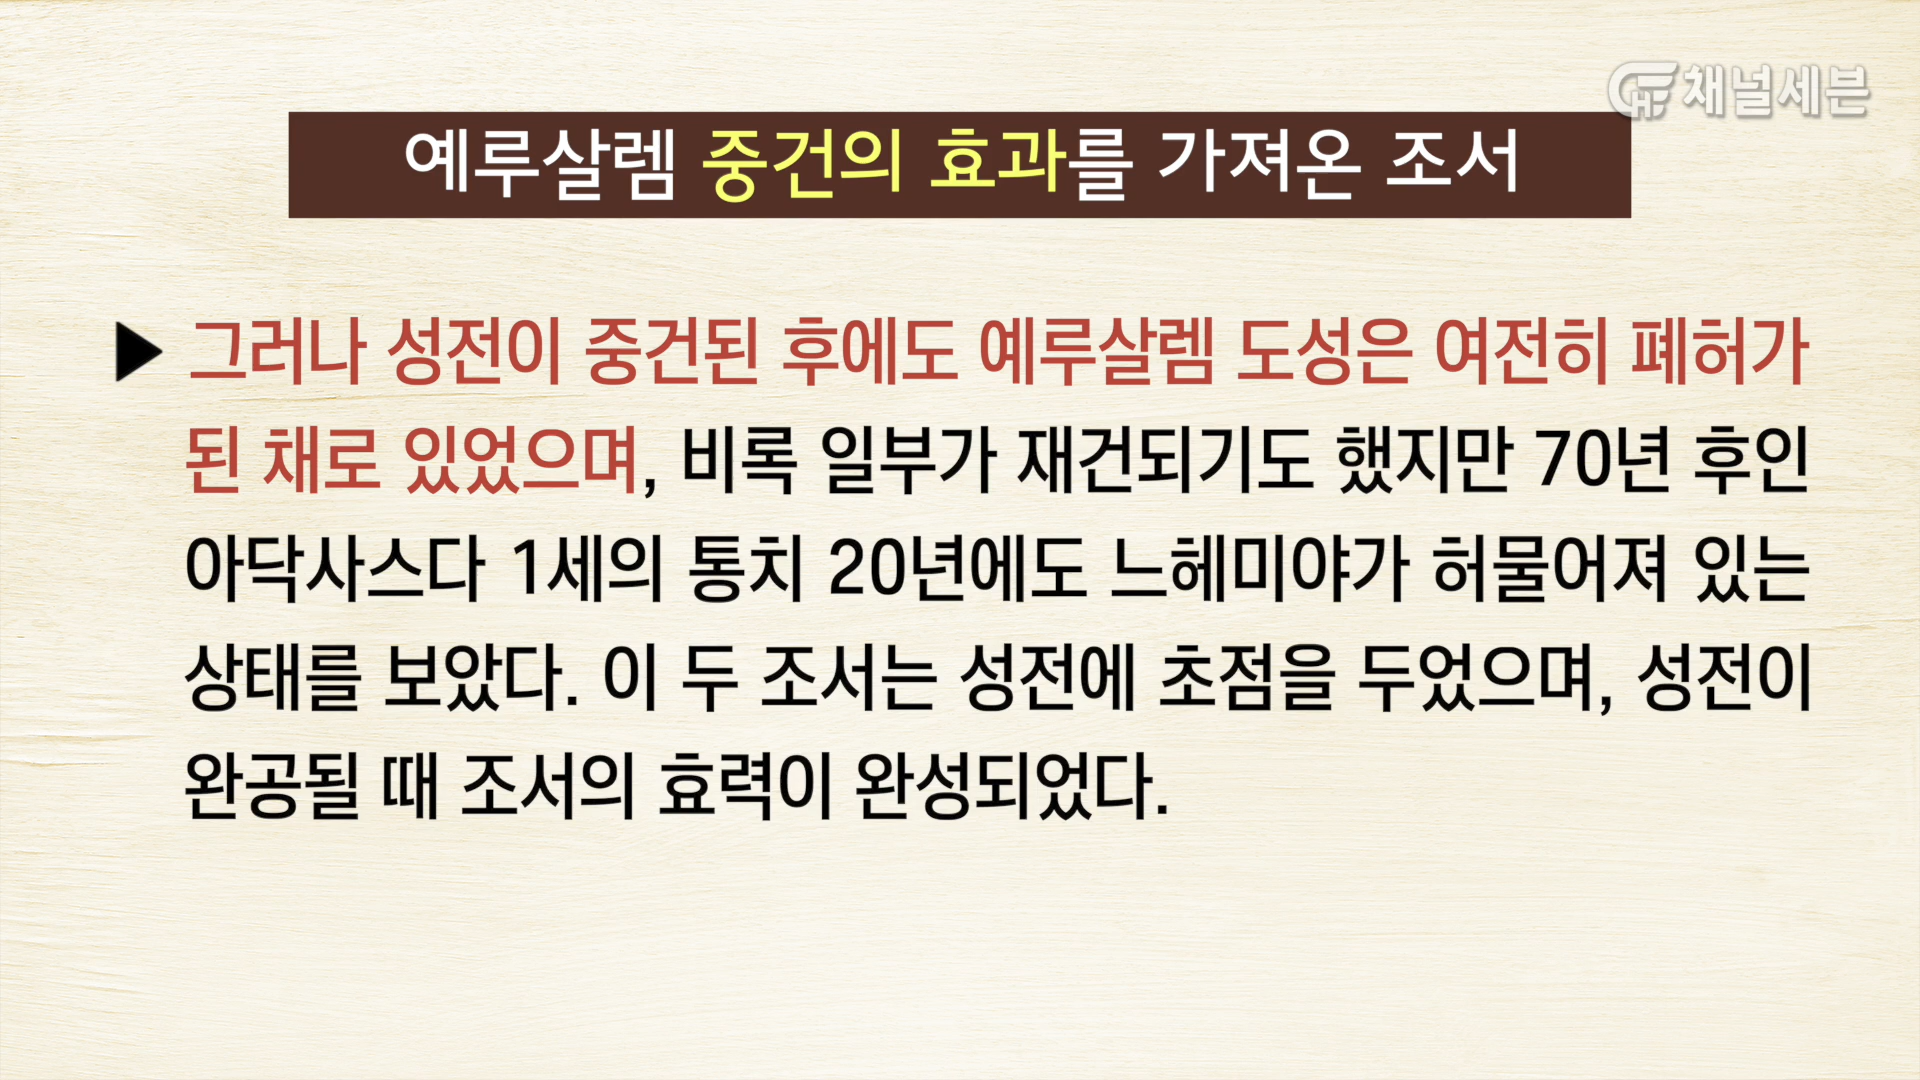 채널세븐
예루살렘 중건의 효과를 가져온 조서
▶ 그러나 성전이 중건된 후에도 예루살렘 도성은 여전히 폐허가
된 채로 있었으며, 비록 일부가 재건되기도 했지만 70년 후인
아닥사스다 1세의 통치 20년에도 느헤미야가 허물어져 있는
상태를 보았다. 이 두 조서는 성전에 초점을 두었으며, 성전이
완공될 때 조서의 효력이 완성되었다.